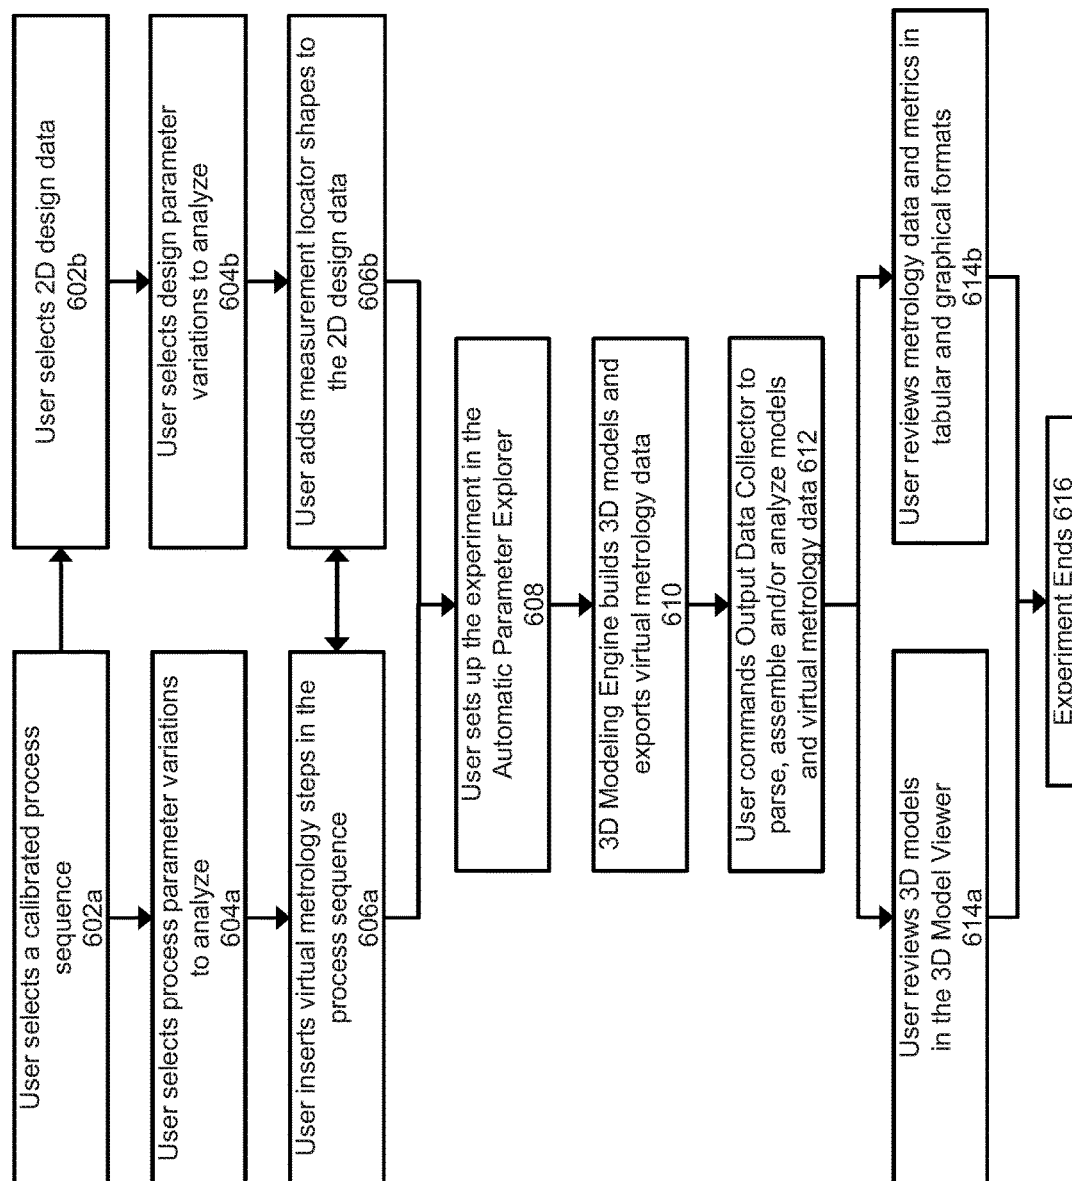 User selects a calibrated process
sequence
602a
User selects 2D design data
602b
User selects process parameter variations
to analyze
604a
User selects design parameter
variations to analyze
604b
User inserts virtual metrology steps in the
process sequence
606a
User adds measurement locator shapes to
the 2D design data
606b
User sets up the experiment in the
Automatic Parameter Explorer
608
3D Modeling Engine builds 3D models and
exports virtual metrology data
610
User commands Output Data Collector to
parse, assemble and/or analyze models
and virtual metrology data 612
User reviews 3D models
in the 3D Model Viewer
614a
User reviews metrology data and metrics in
tabular and graphical formats
614b
Experiment Ends 616